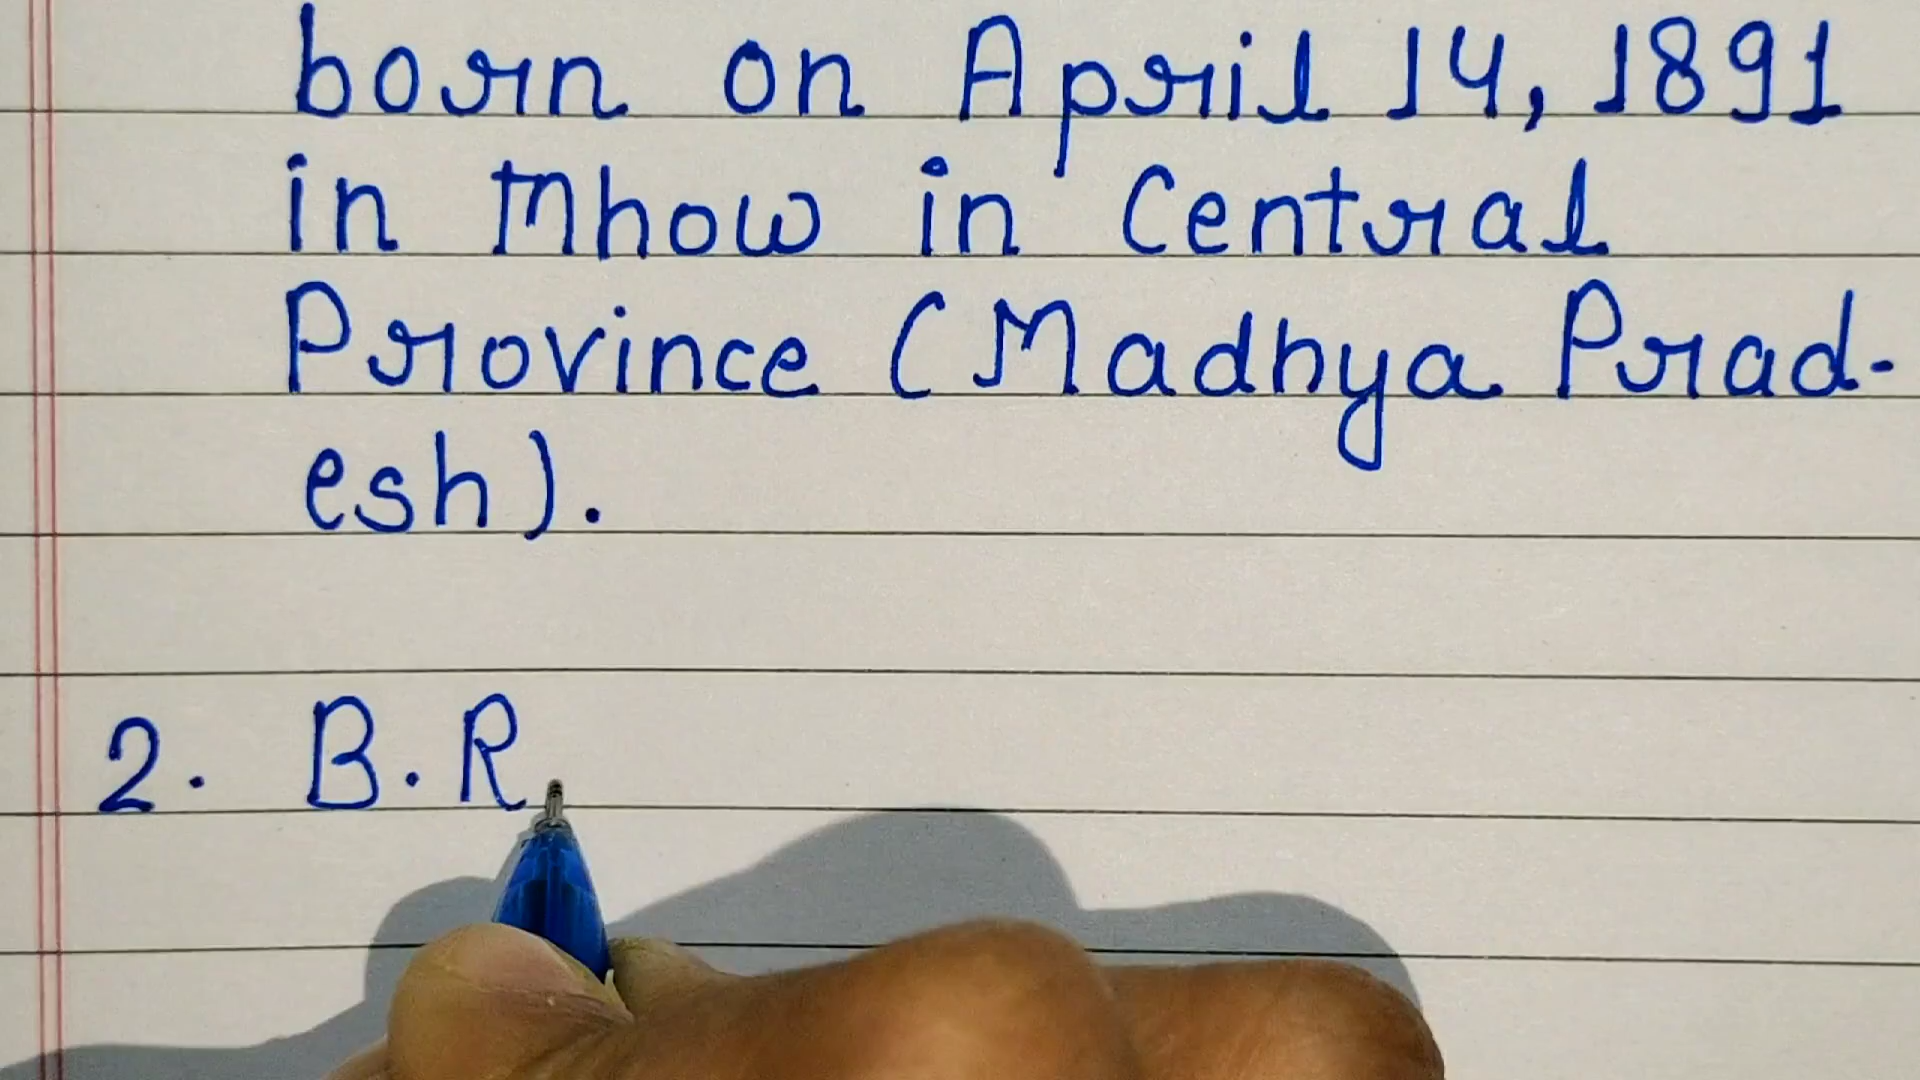 born on April 14, 1891
in Mhow in Central
Province (Madhya Prad-
esh).
2. B.R